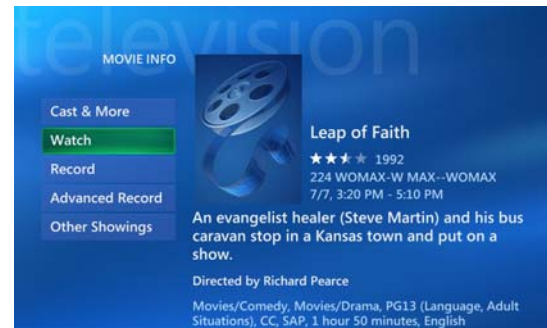 television
MOVIE INFO
Cast & More
Watch
Record
Advanced Record
Other Showings
Leap of Faith
1992
224 WOMAX-W MAX--WOMAX
7/7, 3:20 PM - 5:10 PM
An evangelist healer (Steve Martin) and his bus
caravan stop in a Kansas town and put on a
show.
Directed by Richard Pearce
Movies/Comedy, Movies/Drama, PG13 (Language, Adult
Situations), CC, SAP, 1 hour 50 minutes, English